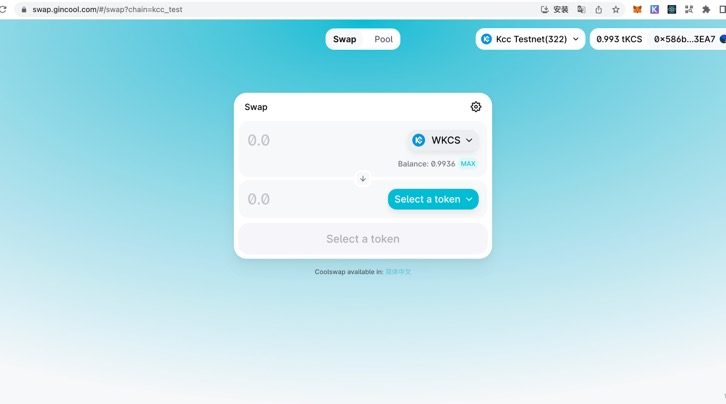 swap.gincool.com/#/swap?chain=kcc_test
安装
Swap
Pool
Kcc Testnet(322)
0.993 tKCS
0×586b...3EA7
Swap
0.0
WKCS
Balance: 0.9936
MAX
0.0
Select a token
Select a token
Coolswap available in: 简体中文